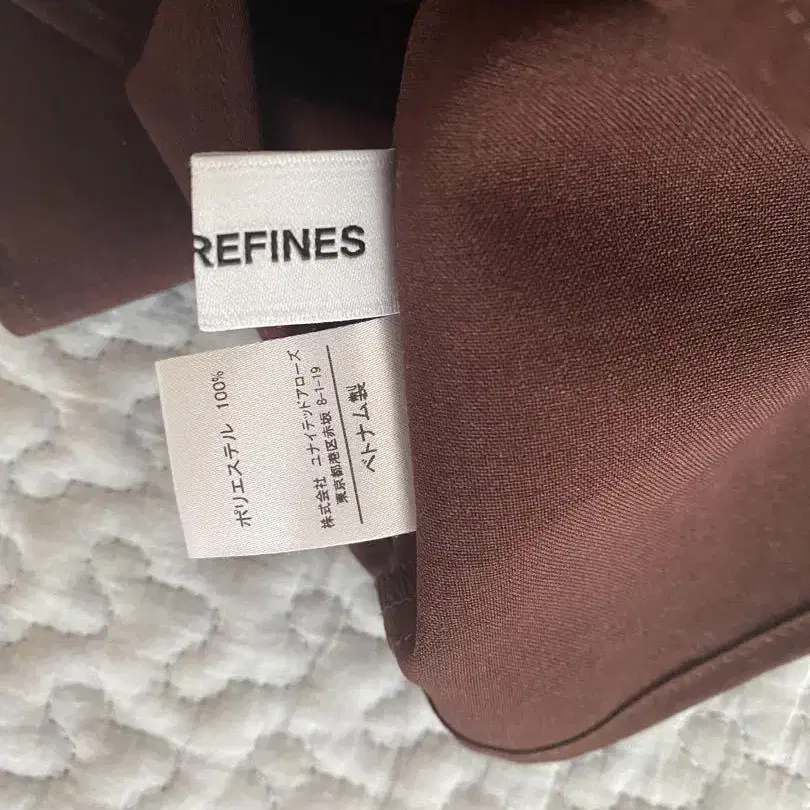 REFINES
ポリエステル 100%
株式会社 ユナイテッドアローズ
東京都港区赤坂 8-1-19
ベトナム製